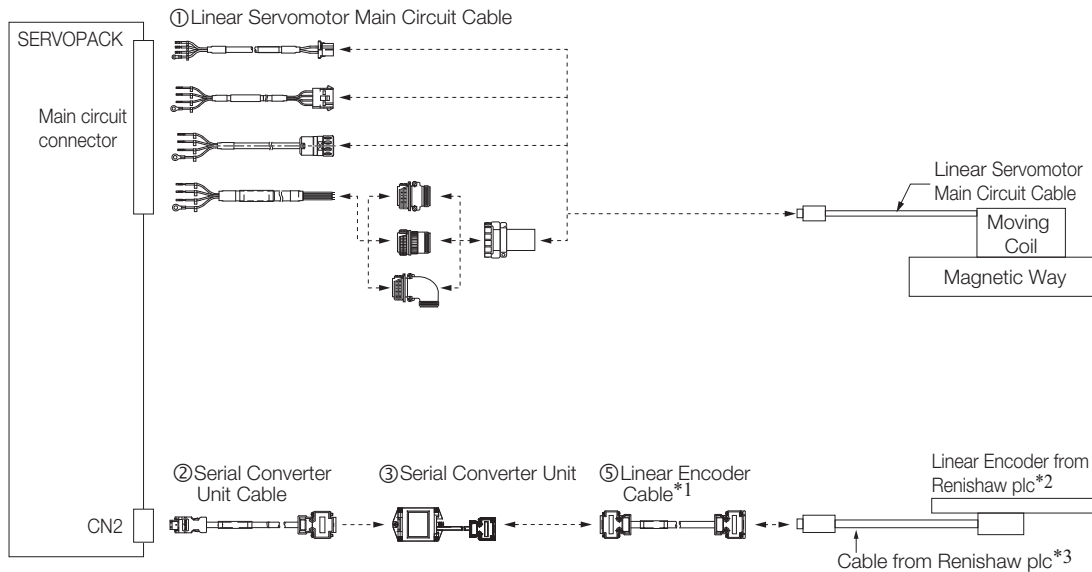 ①Linear Servomotor Main Circuit Cable
SERVOPACK
Main circuit
connector
Linear Servomotor
Main Circuit Cable
Moving
Coil
Magnetic Way
②Serial Converter
Unit Cable
③Serial Converter Unit
⑤Linear Encoder
Cable*1
Linear Encoder from
Renishaw plc*2
CN2
Cable from Renishaw plc*3